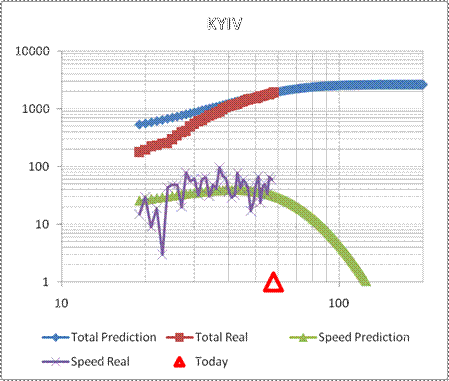 KYIV
10000
1000
100
10
1
10
100
Total Prediction
Total Real
Speed Prediction
Speed Real
Today